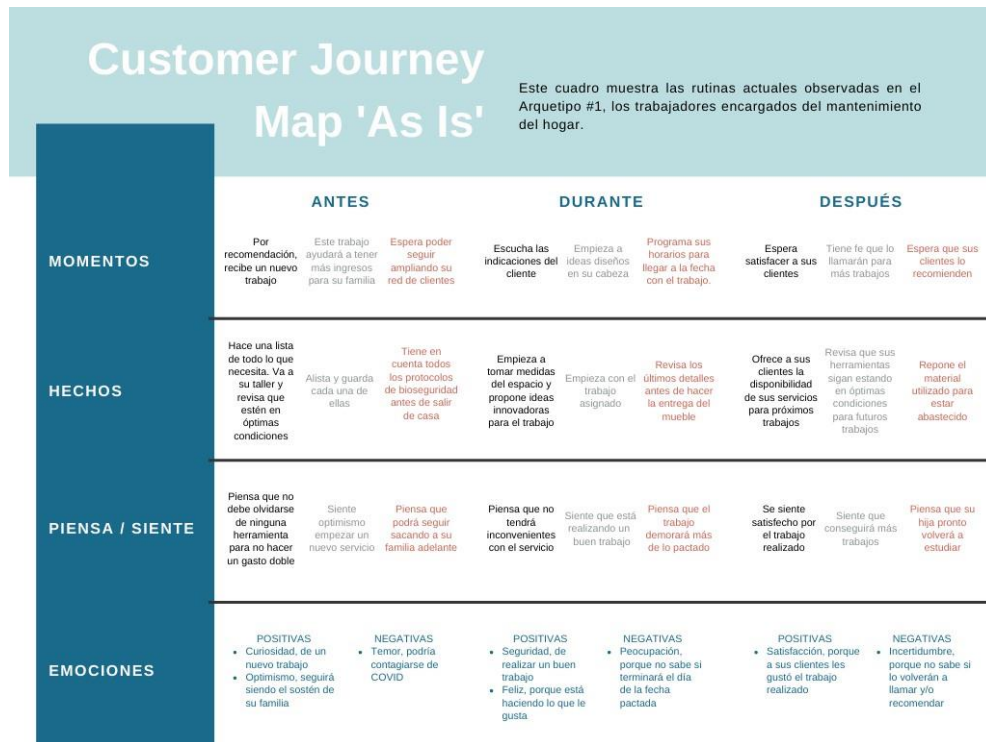 Customer Journey
Map 'As Is'
Este cuadro muestra las rutinas actuales observadas en el
Arquetipo #1, los trabajadores encargados del mantenimiento
del hogar.
ANTES
DURANTE
DESPUÉS
MOMENTOS
Por
recomendación,
recibe un nuevo
trabajo
Este trabajo
ayudará a tener
más ingresos
para su familia
Espera poder
seguir
ampliando su
red de clientes
Escucha las
indicaciones del
cliente
Empieza a
ideas diseños
en su cabeza
Programa sus
horarios para
llegar a la fecha
con el trabajo.
Espera
satisfacer a sus
clientes
Tiene fe que lo
llamarán para
más trabajos
Espera que sus
clientes lo
recomienden
HECHOS
Hace una lista
de todo lo que
necesita. Va a
su taller y
revisa que
estén en
óptimas
condiciones
Alista y guarda
cada una de
ellas
Tiene en
cuenta todos
los protocolos
de bioseguridad
antes de salir
de casa
Empieza a
tomar medidas
del espacio y
propone ideas
innovadoras
para el trabajo
Empieza con el
trabajo
asignado
Revisa los
últimos detalles
antes de hacer
la entrega del
mueble
Ofrece a sus
clientes la
disponibilidad
de sus servicios
para próximos
trabajos
Revisa que sus
herramientas
sigan estando
en óptimas
condiciones
para futuros
trabajos
Repone el
material
utilizado para
estar
abastecido
PIENSA / SIENTE
Piensa que no
debe olvidarse
de ninguna
herramienta
para no hacer
un gasto doble
Siente
optimismo
empezar un
nuevo servicio
Piensa que
podrá seguir
sacando a su
familia adelante
Piensa que no
tendrá
inconvenientes
con el servicio
Siente que está
realizando un
buen trabajo
Piensa que el
trabajo
demorará más
de lo pactado
Se siente
satisfecho por
el trabajo
realizado
Siente que
conseguirá más
trabajos
Piensa que su
hija pronto
volverá a
estudiar
EMOCIONES
POSITIVAS
• Curiosidad, de un
nuevo trabajo
• Optimismo, seguirá
siendo el sostén de
su familia
NEGATIVAS
• Temor, podría
contagiarse de
COVID
POSITIVAS
• Seguridad, de
realizar un buen
trabajo
• Feliz, porque está
haciendo lo que le
gusta
NEGATIVAS
• Peocupación,
porque no sabe si
terminará el día
de la fecha
pactada
POSITIVAS
• Satisfacción, porque
a sus clientes les
gustó el trabajo
realizado
NEGATIVAS
• Incertidumbre,
porque no sabe si
lo volverán a
llamar y/o
recomendar